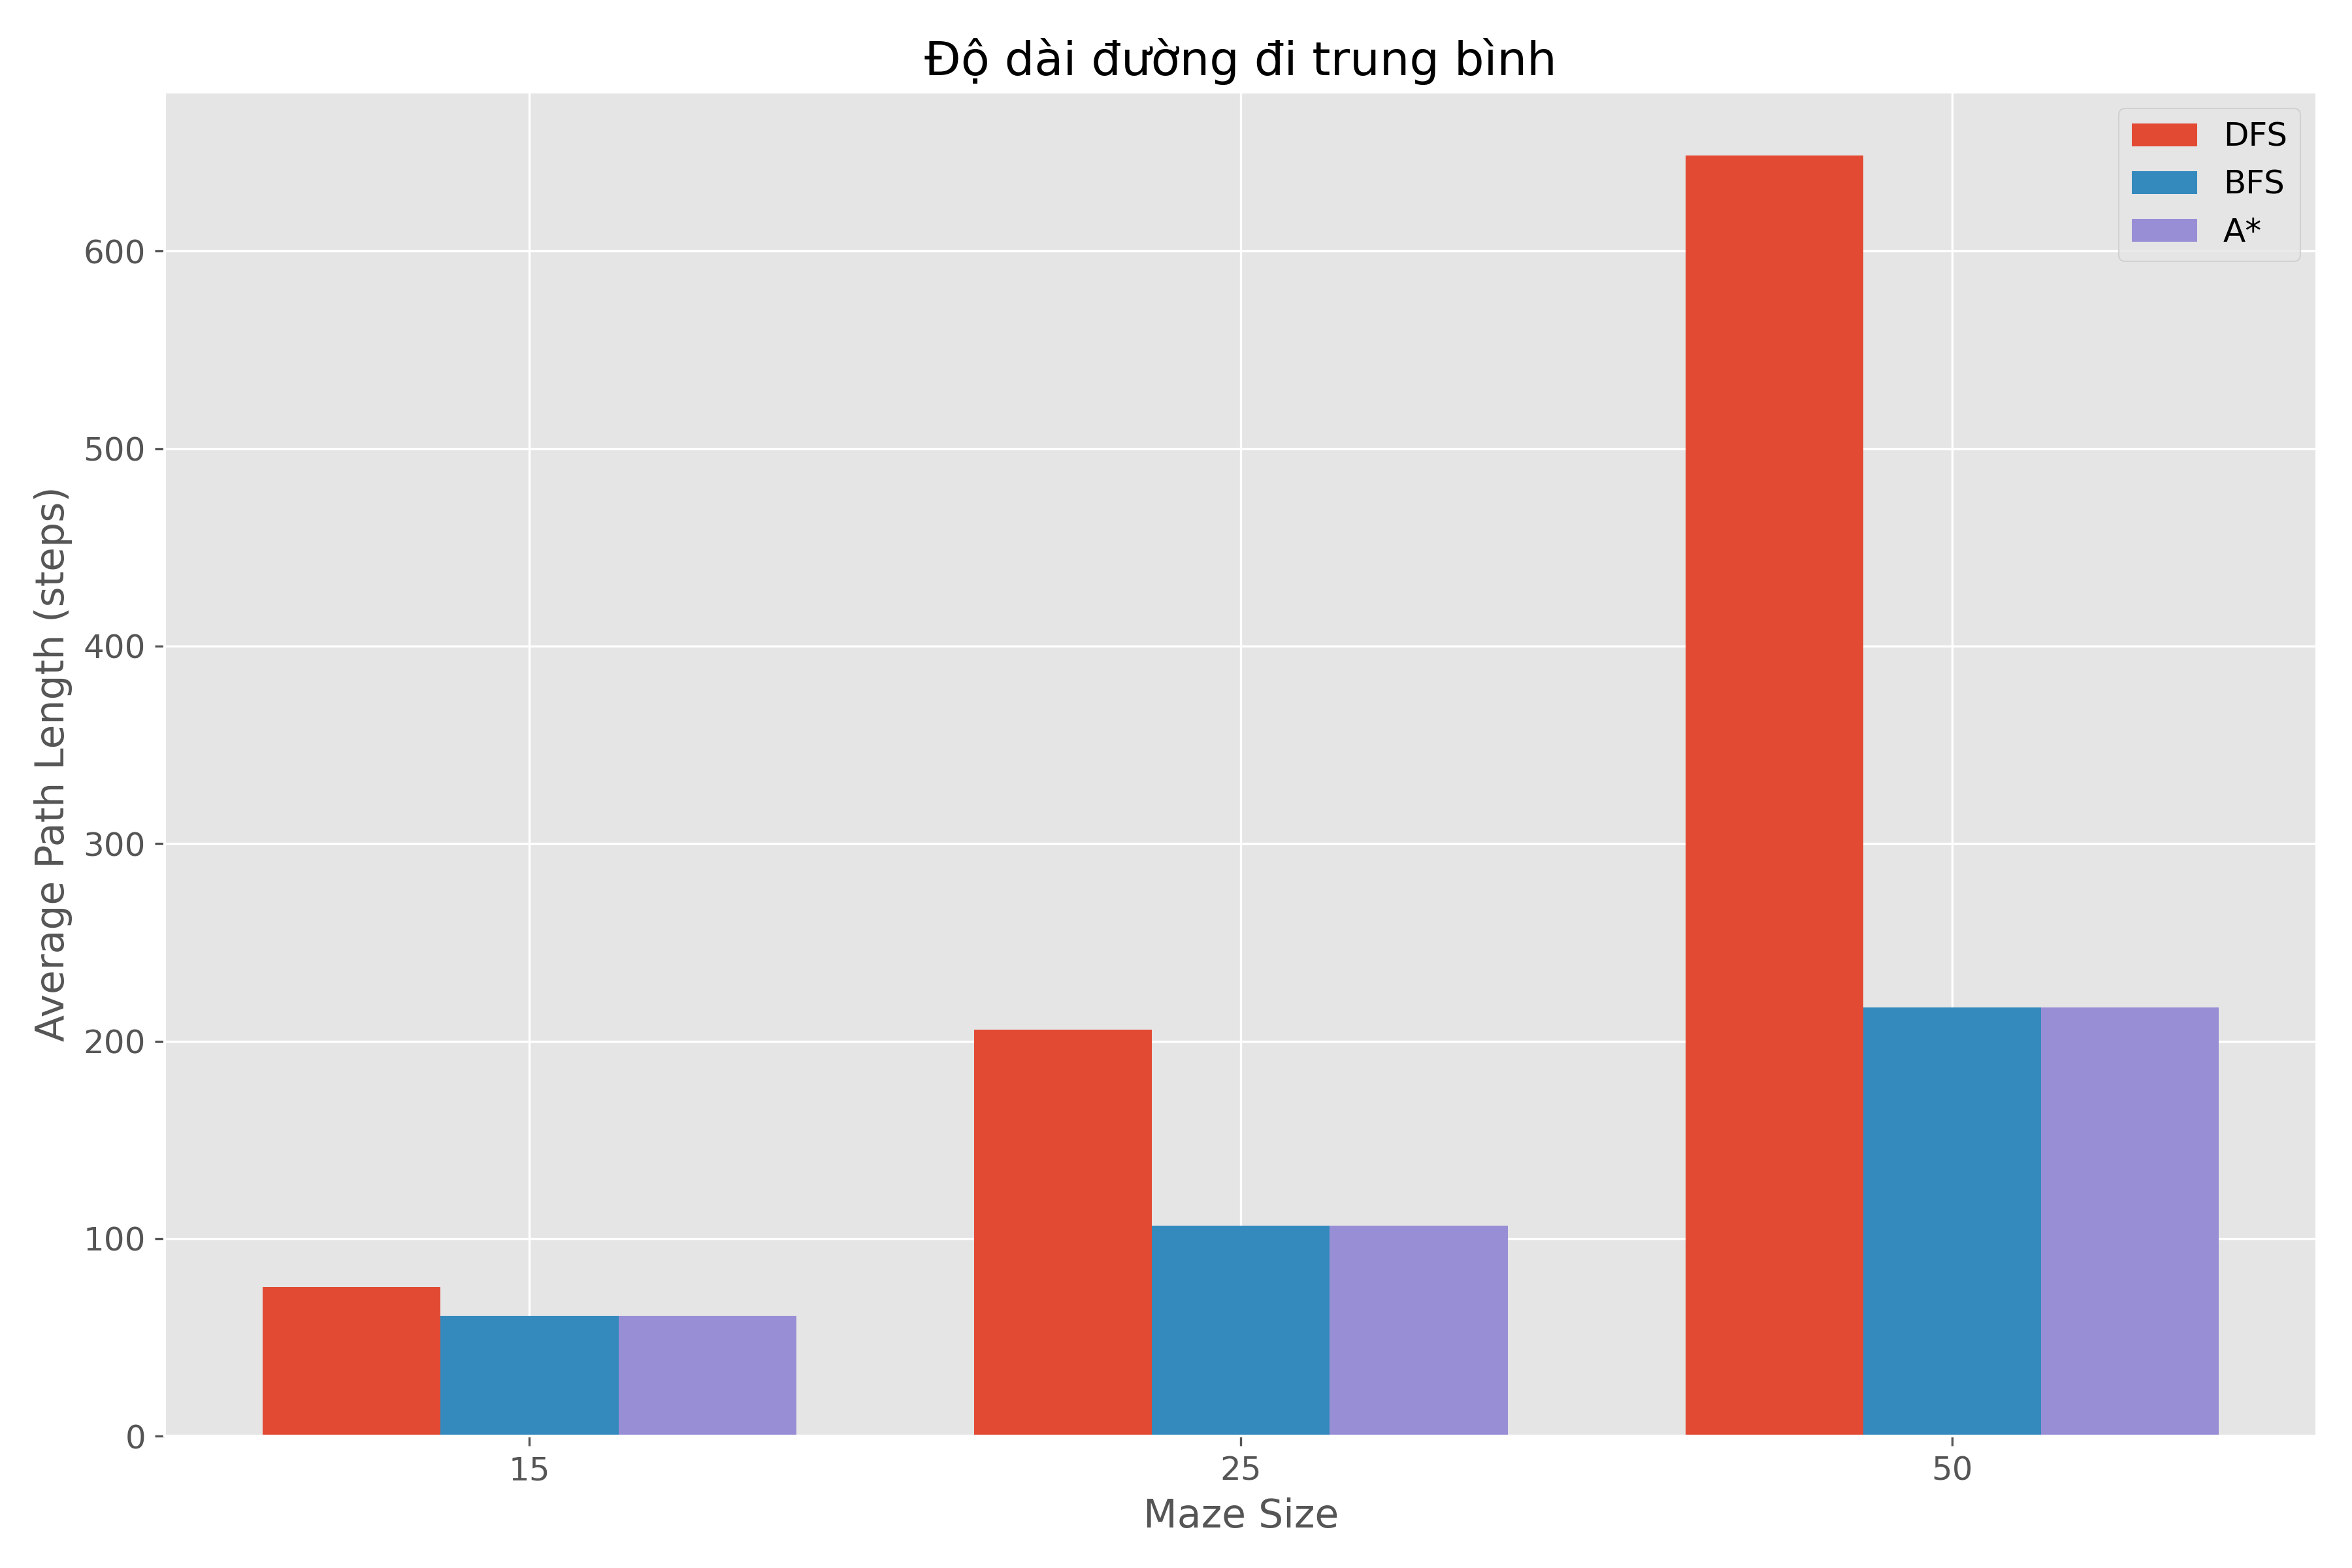 Độ dài đường đi trung bình
DFS
BFS
A*
600
500
400
300
200
100
0
Average Path Length (steps)
15
25
50
Maze Size